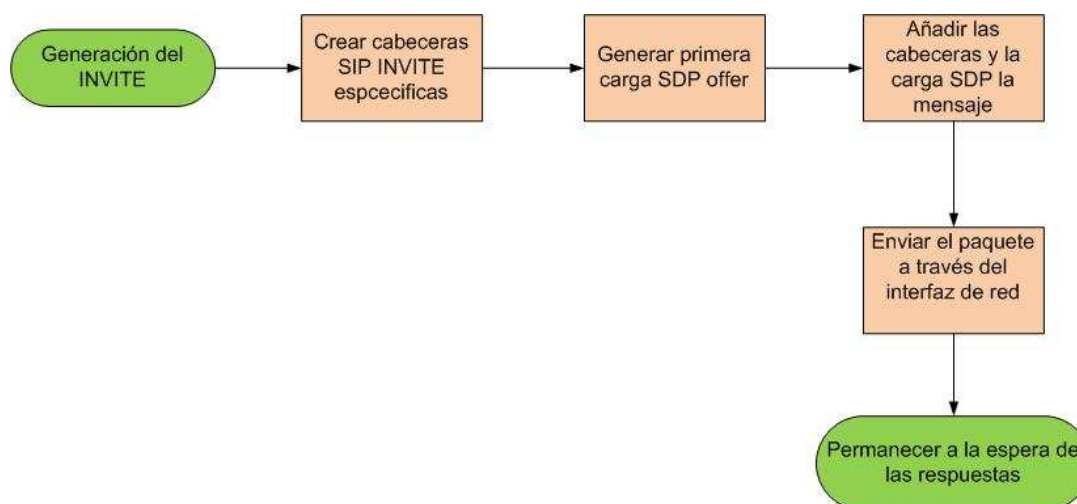 Generación del
INVITE
Crear cabeceras
SIP INVITE
espcecificas
Generar primera
carga SDP offer
Añadir las
cabeceras y la
carga SDP la
mensaje
Enviar el paquete
a través del
interfaz de red
Permanecer a la espera de
las respuestas